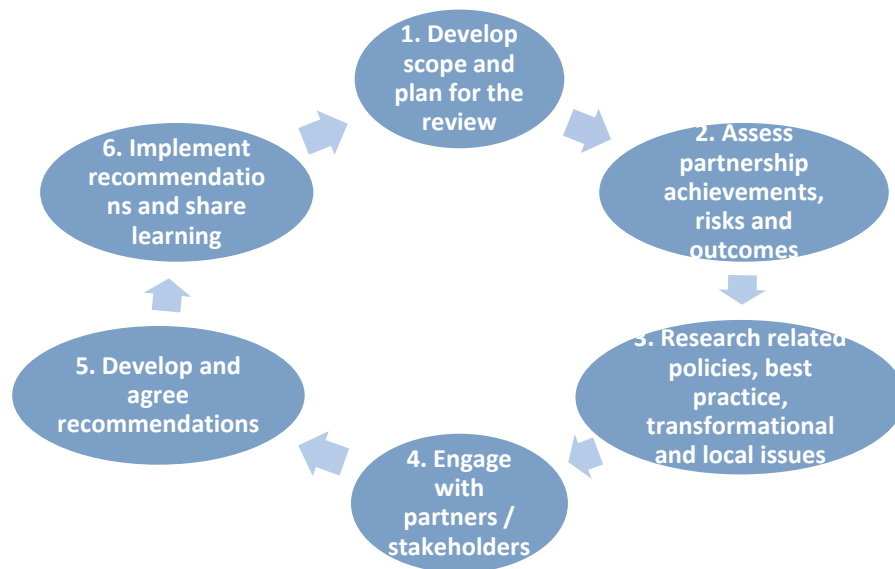 1. Develop
scope and
plan for the
review
2. Assess
partnership
achievements,
risks and
outcomes
3. Research related
policies, best
practice,
transformational
and local issues
4. Engage
with
partners /
stakeholders
5. Develop and
agree
recommendations
6. Implement
recommendatio
ns and share
learning